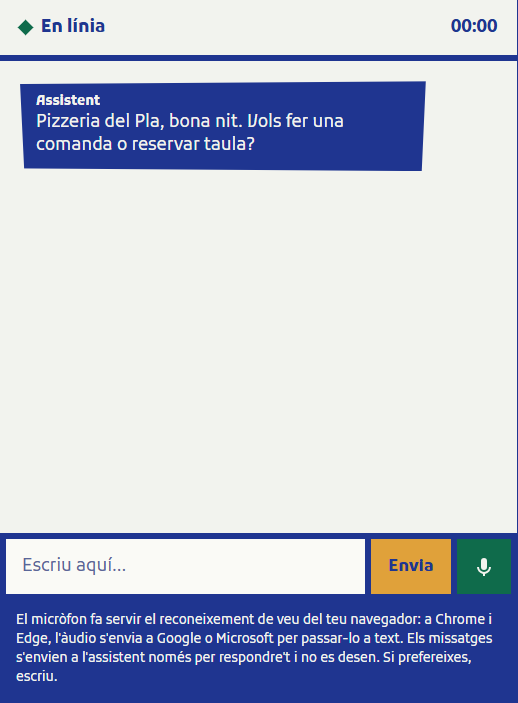 En línia
00:00
Assistent
Pizzeria del Pla, bona nit. Vols fer una
comanda o reservar taula?
Escriu aquí...
Envia
El micròfon fa servir el reconeixement de veu del teu navegador: a Chrome i
Edge, l'àudio s'envia a Google o Microsoft per passar-lo a text. Els missatges
s'envien a l'assistent només per respondre't i no es desen. Si prefereixes,
escriu.